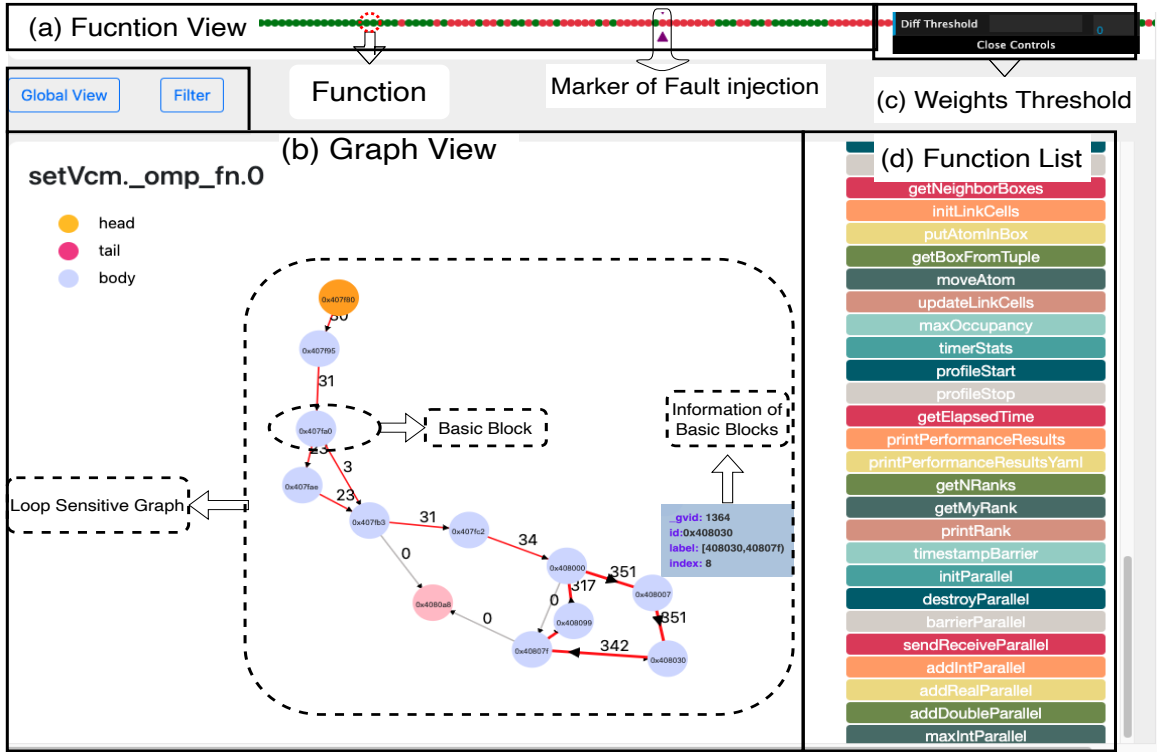 (a) Fucntion View
Diff Threshold
0
Close Controls
Global View
Filter
Function
Marker of Fault injection
(c) Weights Threshold
(b) Graph View
(d) Function List
setVcm._omp_fn.0
head
tail
body
0x407f80
30
0x407f95
31
0x407fa0
Basic Block
Information of
Basic Blocks
23
3
0x407fae
23
0x407fb3
31
0x407fc2
34
Loop Sensitive Graph
_gvid: 1364
id:0x408030
label: [408030,40807f)
index: 8
0
0x408000
351
317
0
0x408007
0x4080a8
0
0x408099
351
0x40807f
342
0x408030
getNeighborBoxes
initLinkCells
putAtomInBox
getBoxFromTuple
moveAtom
updateLinkCells
maxOccupancy
timerStats
profileStart
profileStop
getElapsedTime
printPerformanceResults
printPerformanceResultsYaml
getNRanks
getMyRank
printRank
timestampBarrier
initParallel
destroyParallel
barrierParallel
sendReceiveParallel
addIntParallel
addRealParallel
addDoubleParallel
maxIntParallel